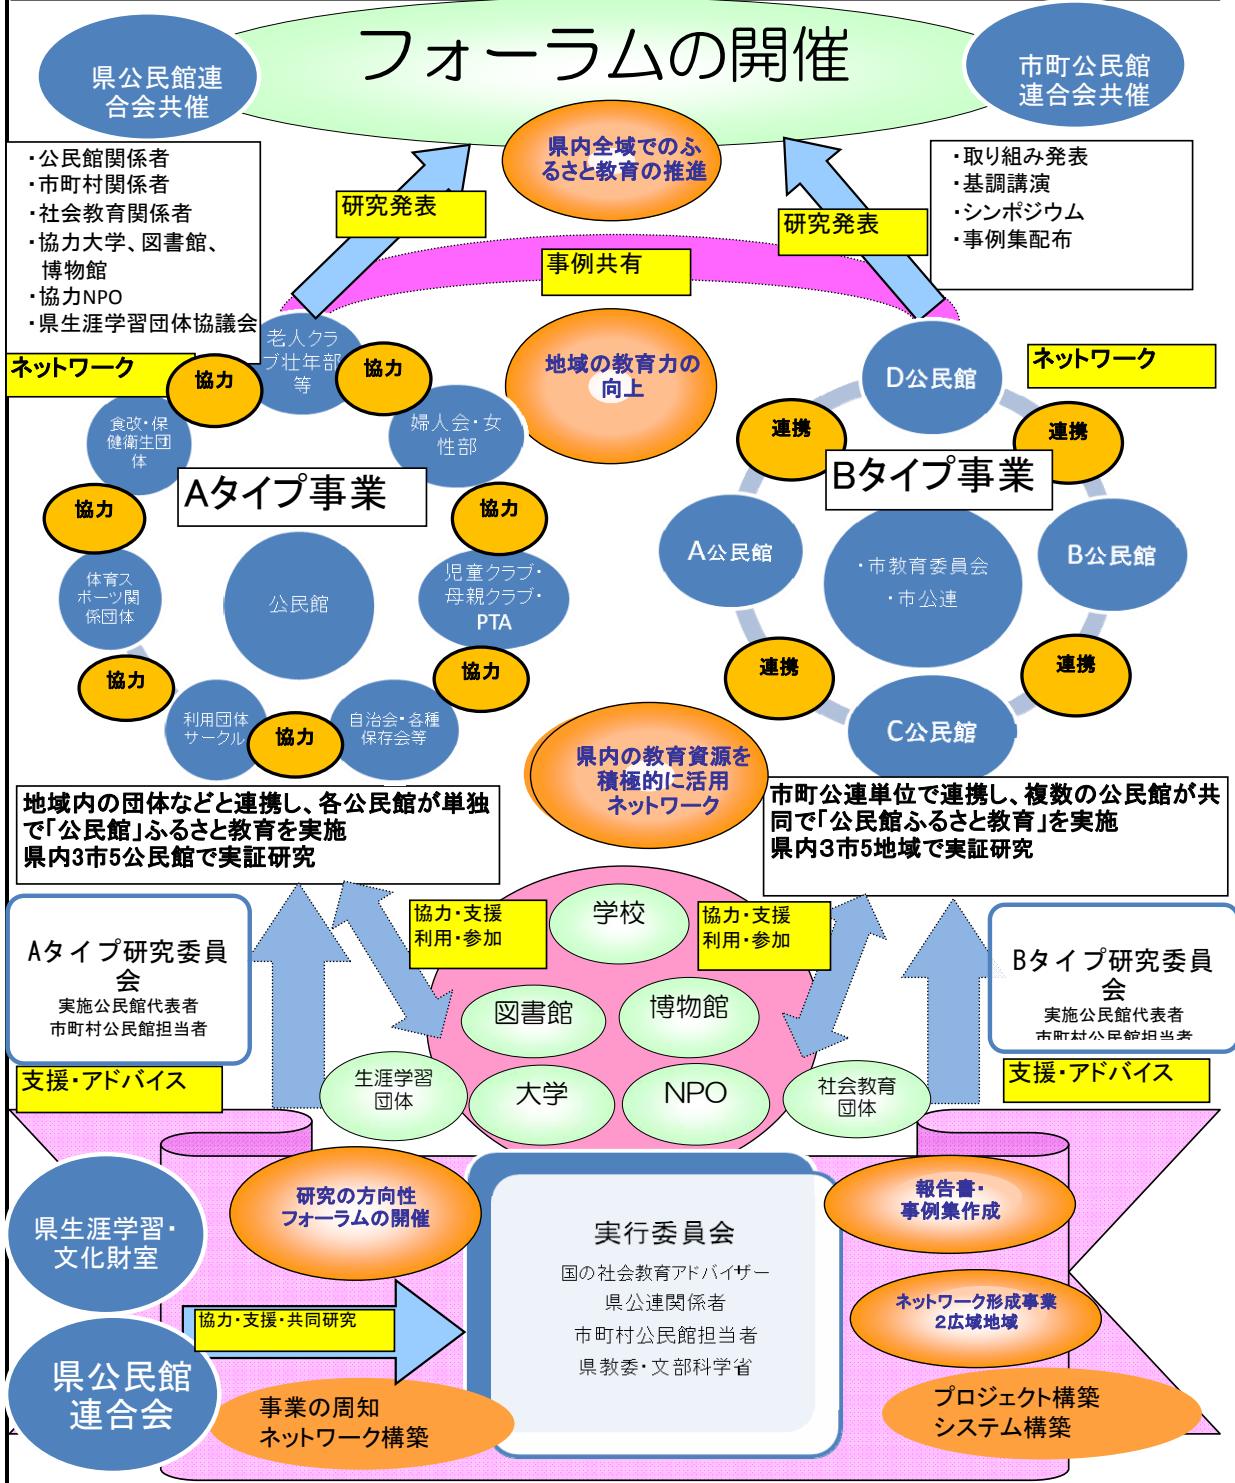 フォーラムの開催
県公民館連
合会共催
市町公民館
連合会共催
県内全域でのふ
るさと教育の推進
・公民館関係者
・市町村関係者
・社会教育関係者
・協力大学、図書館、
博物館
・協力NPO
・県生涯学習団体協議会
・取り組み発表
・基調講演
・シンポジウム
・事例集配布
研究発表
研究発表
事例共有
ネットワーク
ネットワーク
地域の教育力の
向上
老人クラ
ブ壮年部
等
協力
協力
食改・保
健衛生団
体
婦人会・女
性部
Aタイプ事業
協力
協力
体育ス
ポーツ関
係団体
公民館
児童クラブ・
母親クラブ・
PTA
協力
協力
利用団体
サークル
協力
自治会・各種
保存会等
D公民館
連携
連携
Bタイプ事業
A公民館
B公民館
・市教育委員会
・市公連
連携
連携
C公民館
県内の教育資源を
積極的に活用
ネットワーク
地域内の団体などと連携し、各公民館が単独
で「公民館」ふるさと教育を実施
県内3市5公民館で実証研究
市町公連単位で連携し、複数の公民館が共
同で「公民館ふるさと教育」を実施
県内３市5地域で実証研究
Aタイプ研究委員
会
実施公民館代表者
市町村公民館担当者
協力・支援
利用・参加
学校
協力・支援
利用・参加
Bタイプ研究委員
会
実施公民館代表者
市町村公民館担当者
図書館
博物館
支援・アドバイス
支援・アドバイス
生涯学習
団体
大学
NPO
社会教育
団体
県生涯学習・
文化財室
研究の方向性
フォーラムの開催
報告書・
事例集作成
実行委員会
国の社会教育アドバイザー
県公連関係者
市町村公民館担当者
県教委・文部科学省
ネットワーク形成事業
2広域地域
協力・支援・共同研究
県公民館
連合会
事業の周知
ネットワーク構築
プロジェクト構築
システム構築